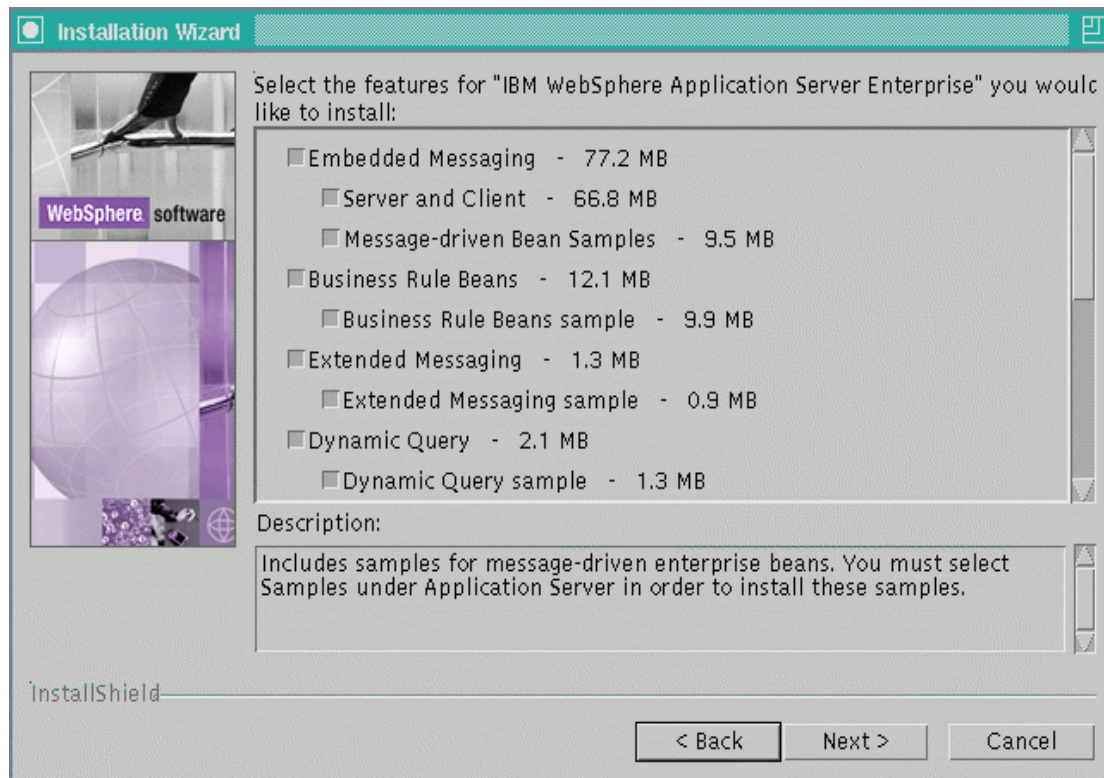 Installation Wizard
Select the features for "IBM WebSphere Application Server Enterprise" you would
like to install:
Embedded Messaging - 77.2 MB
Server and Client - 66.8 MB
Message-driven Bean Samples - 9.5 MB
Business Rule Beans - 12.1 MB
Business Rule Beans sample - 9.9 MB
Extended Messaging - 1.3 MB
Extended Messaging sample - 0.9 MB
Dynamic Query - 2.1 MB
Dynamic Query sample - 1.3 MB
WebSphere. software
Description:
Includes samples for message-driven enterprise beans. You must select
Samples under Application Server in order to install these samples.
InstallShield
< Back
Next >
Cancel